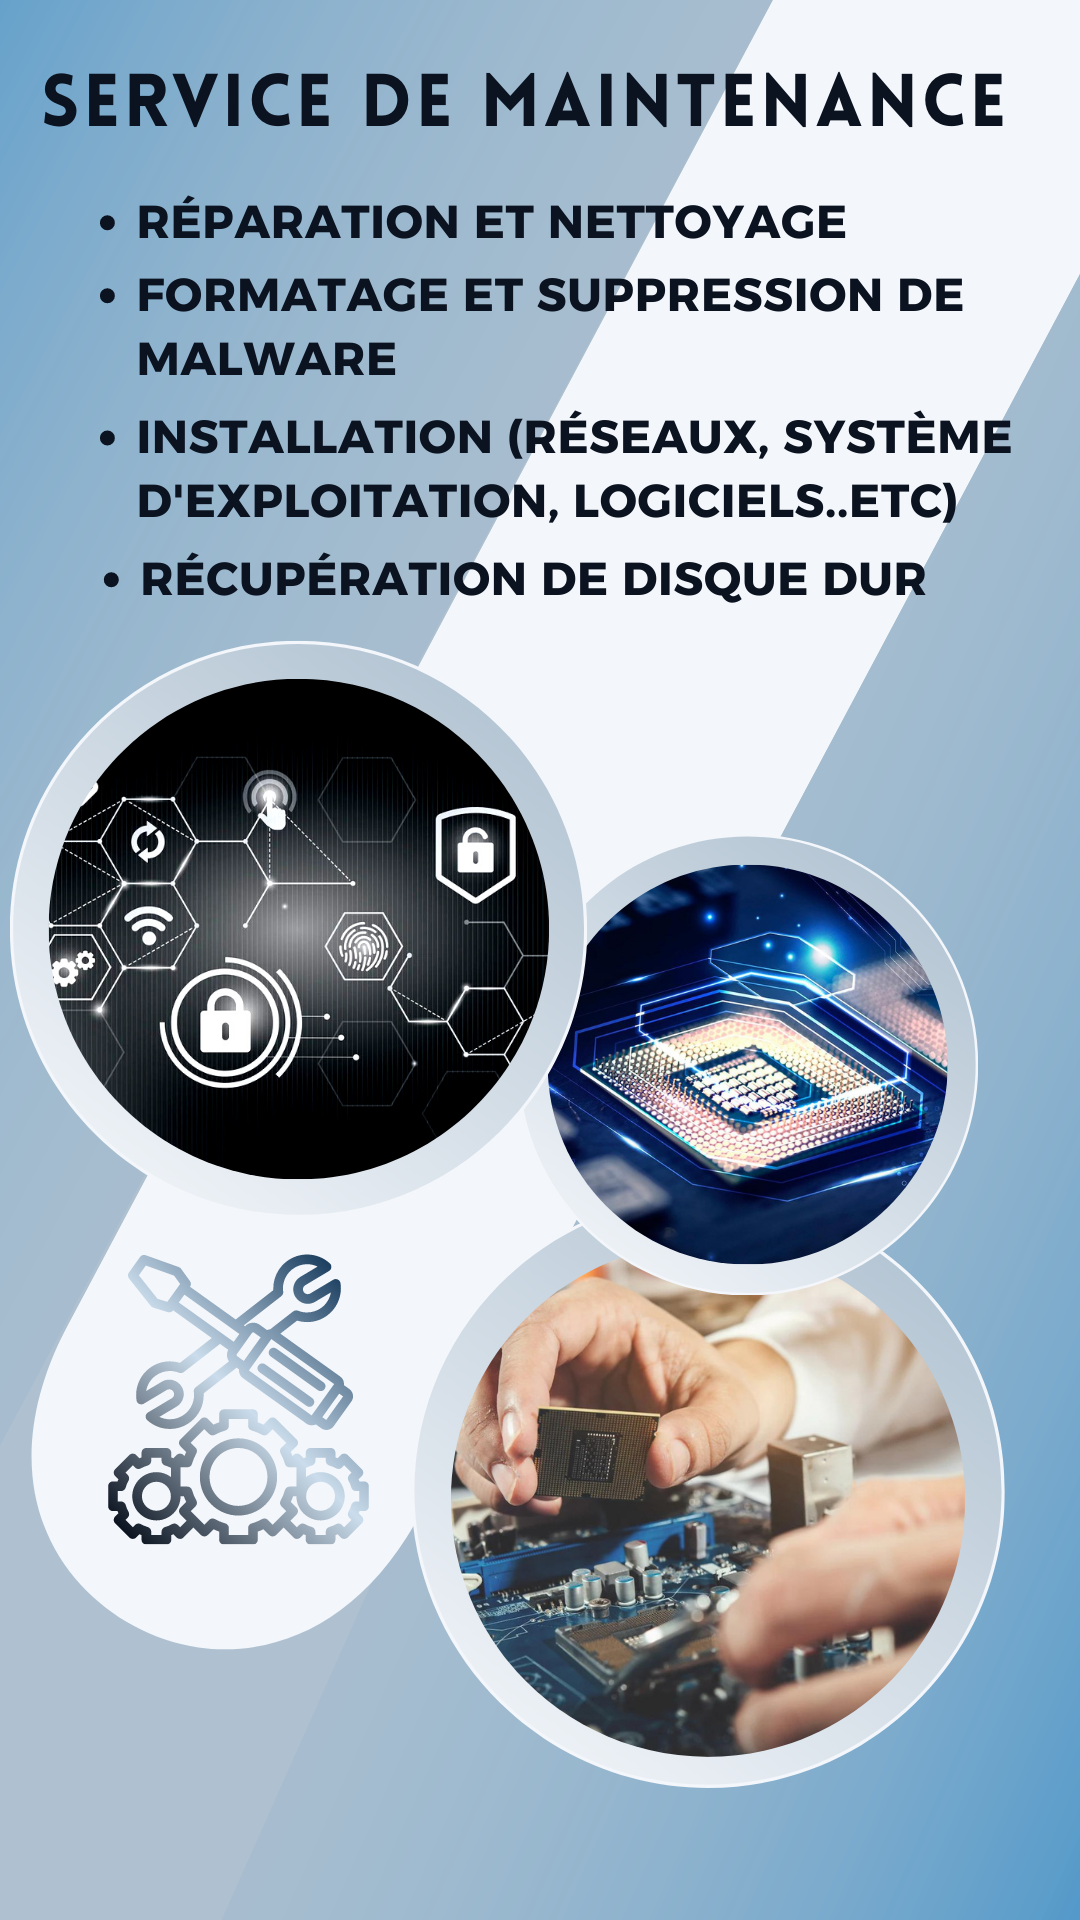 SERVICE DE MAINTENANCE
• RÉPARATION ET NETTOYAGE
• FORMATAGE ET SUPPRESSION DE
MALWARE
• INSTALLATION (RÉSEAUX, SYSTÈME
D'EXPLOITATION, LOGICIELS..ETC)
• RÉCUPÉRATION DE DISQUE DUR